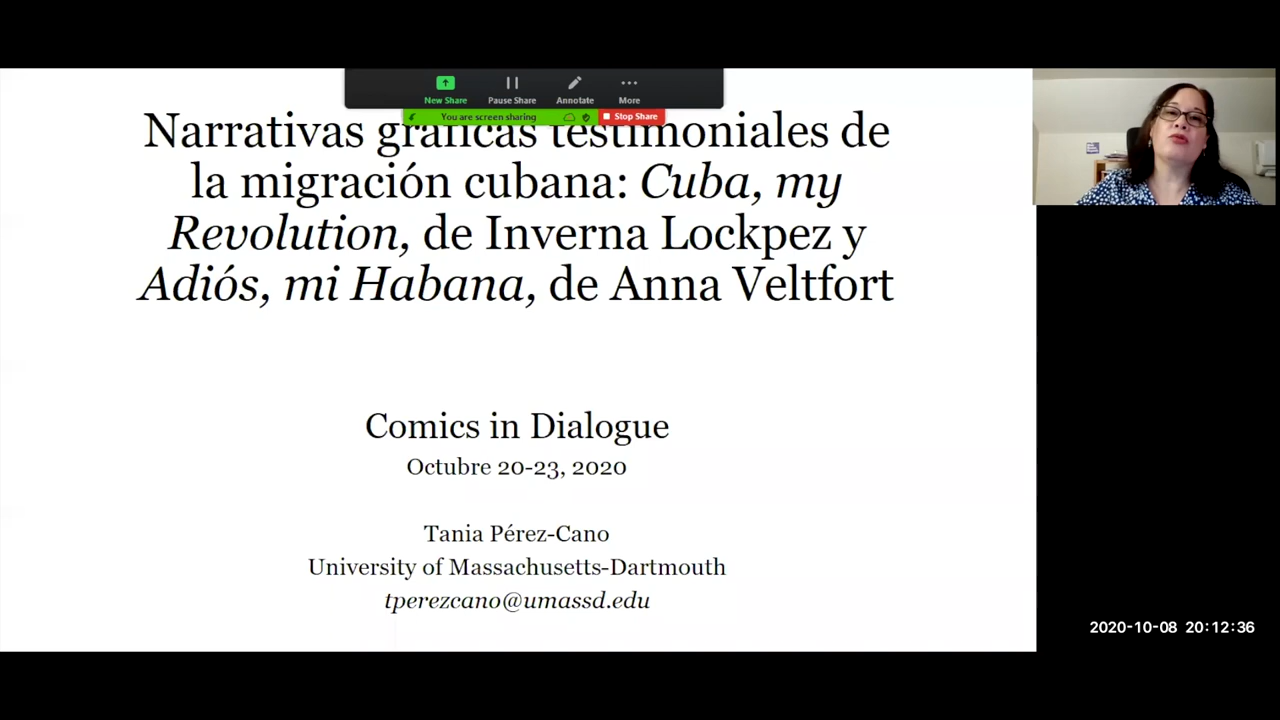 New Share
Pause Share
Annotate
More
You are screen sharing
Stop Share
Narrativas gráficas testimoniales de
la migración cubana: Cuba, my
Revolution, de Inverna Lockpez y
Adiós, mi Habana, de Anna Veltfort
Comics in Dialogue
Octubre 20-23, 2020
Tania Pérez-Cano
University of Massachusetts-Dartmouth
tperezcano@umassd.edu
2020-10-08 20:12:36